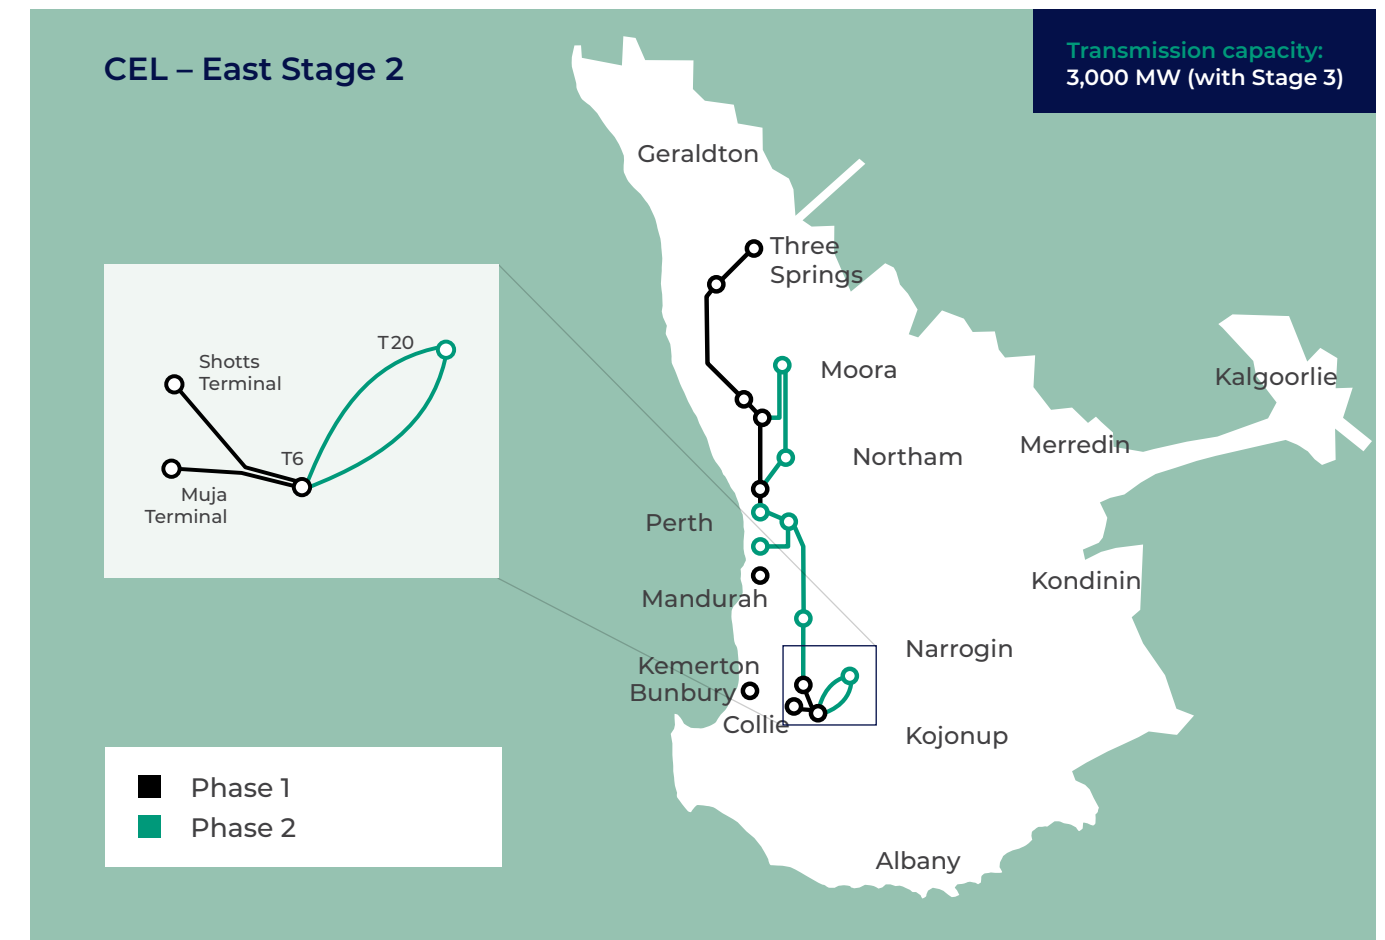 CEL – East Stage 2
Transmission capacity:
3,000 MW (with Stage 3)
Geraldton
Three
Springs
Moora
Kalgoorlie
Merredin
Northam
Perth
Kondinin
Mandurah
Narrogin
Kemerton
Bunbury
Collie
Kojonup
Albany
T20
Shotts
Terminal
T6
Muja
Terminal
Phase 1
Phase 2